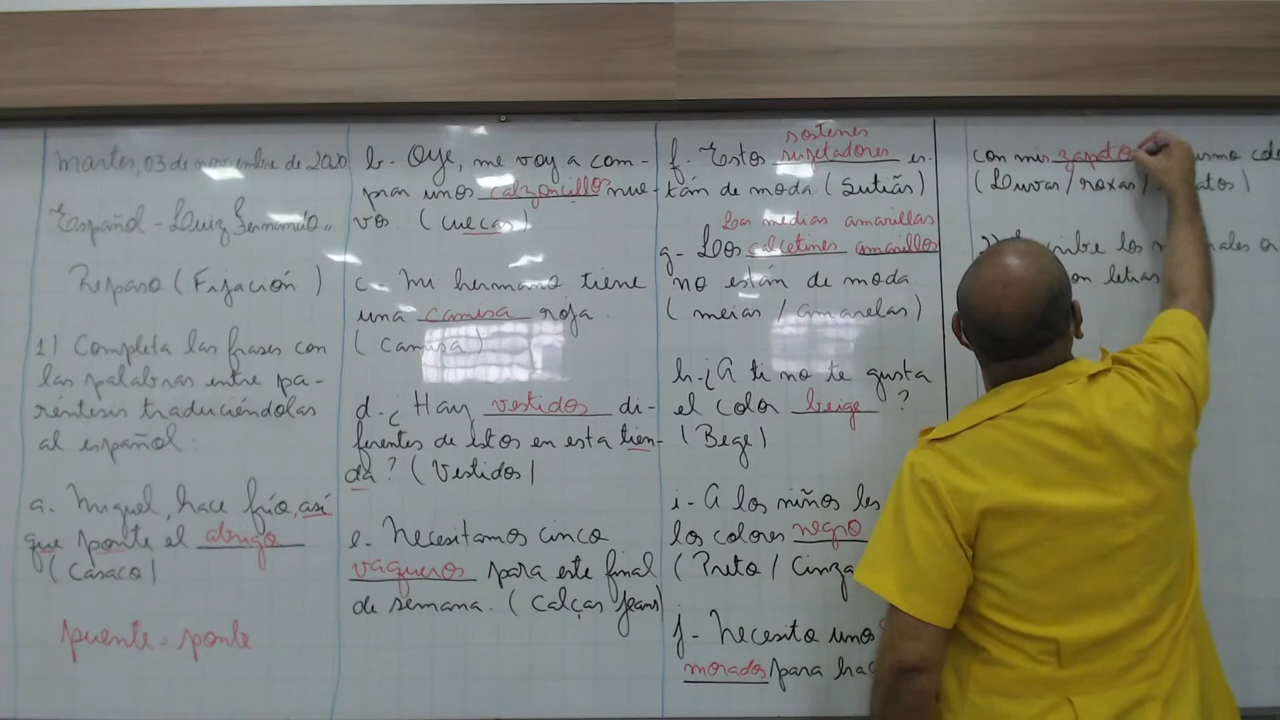 Martes, 03 de noviembre de 2020
Español - Luiz Fernando
Repaso (Fijación)
1) Completa las frases con
las palabras entre pa-
réntesis traduciéndolas
al español:
a. Miguel, hace frío, así
que ponte el abrigo
(Casaco)
puente = ponte
b. Oye, me voy a com-
prar unos calzoncillos nue-
vos. (cuecas)
c. Mi hermano tiene
una camisa roja.
(Camisa)
d. ¿Hay vestidos di-
ferentes de estos en esta tien-
da? (Vestidos)
e. Necesitamos cinco
vaqueros para este final
de semana. (Calças Jeans)
sostenes
f. Estos sujetadores es-
tán de moda (Sutiãs)
Las medias amarillas
g. Los calcetines amarillos
no están de moda
(meias / amarelas)
h. ¿A ti no te gusta
el color beige?
(Bege)
i. A los niños les
los colores negro
(Preto / Cinza
j. Necesito unos
morados para
con mis zapatos
(Luvas / roxas /
los
letras